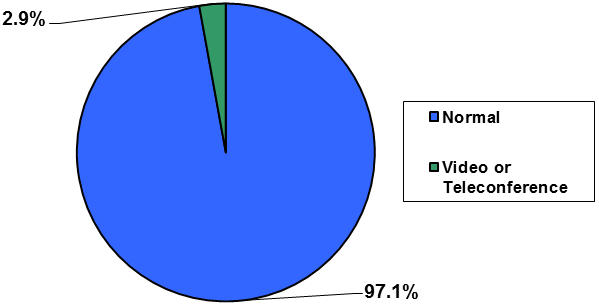 2.9%
Normal
Video or
Teleconference
97.1%